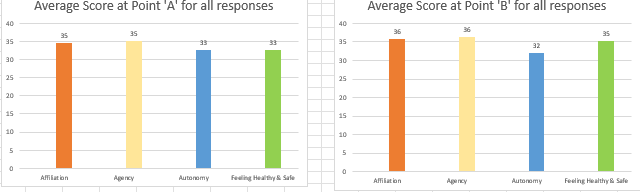 Average Score at Point 'A' for all responses
40
35
30
25
20
15
10
5
0
35
35
33
33
Affiliation
Agency
Autonomy
Feeling Healthy & Safe
Average Score at Point 'B' for all responses
40
35
30
25
20
15
10
5
0
36
36
32
35
Affiliation
Agency
Autonomy
Feeling Healthy & Safe